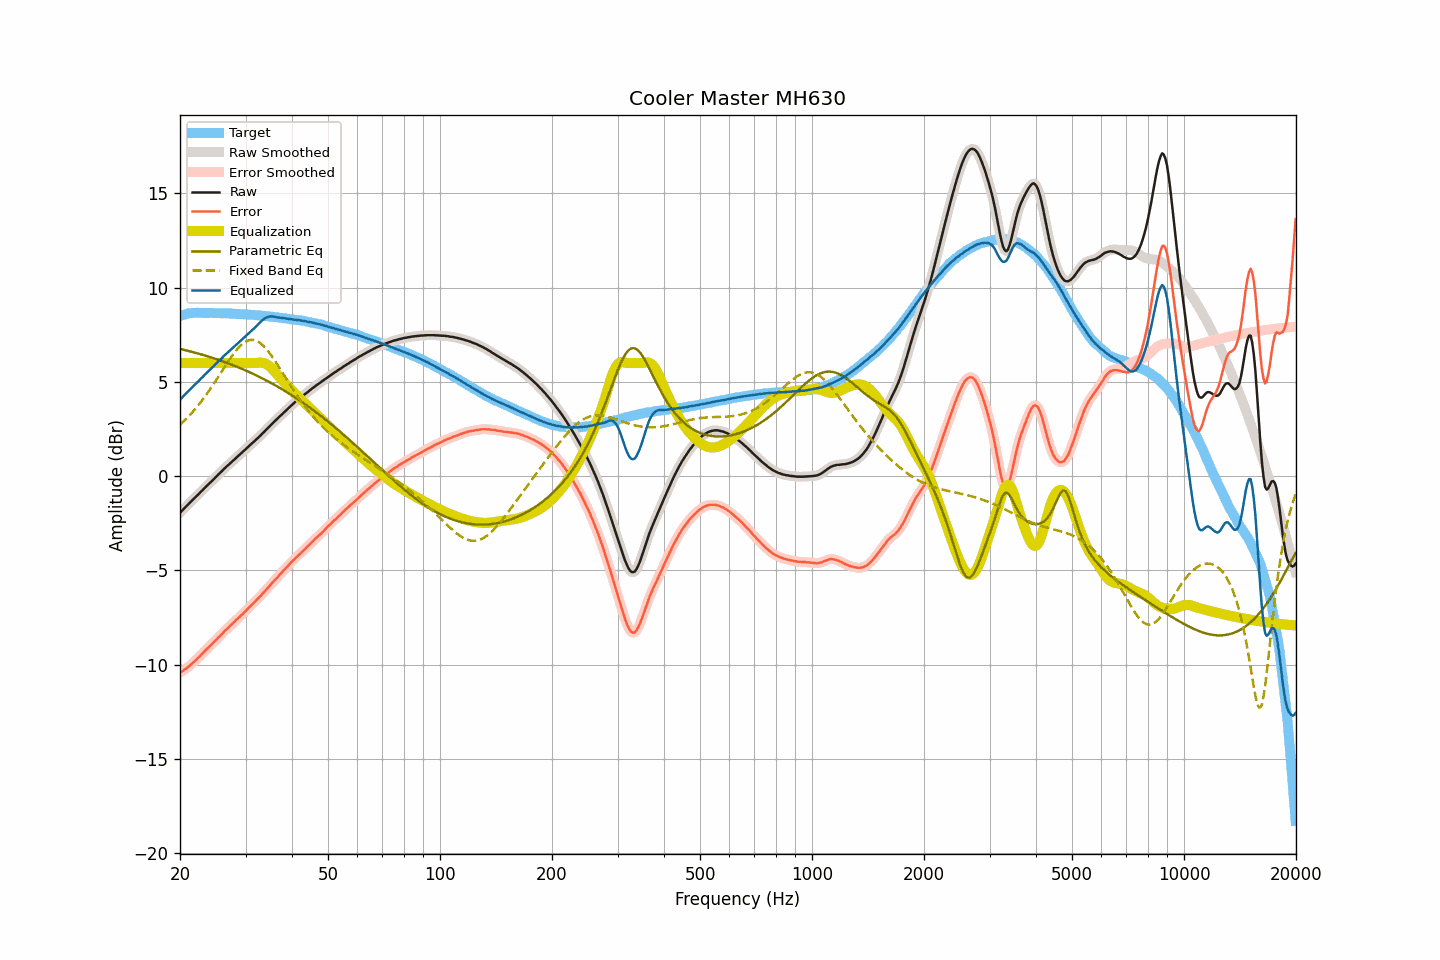 Cooler Master MH630
Target
Raw Smoothed
Error Smoothed
Raw
Error
Equalization
Parametric Eq
Fixed Band Eq
Equalized
15
10
5
0
−5
−10
−15
−20
Amplitude (dBr)
20 50 100 200 500 1000 2000 5000 10000 20000
Frequency (Hz)